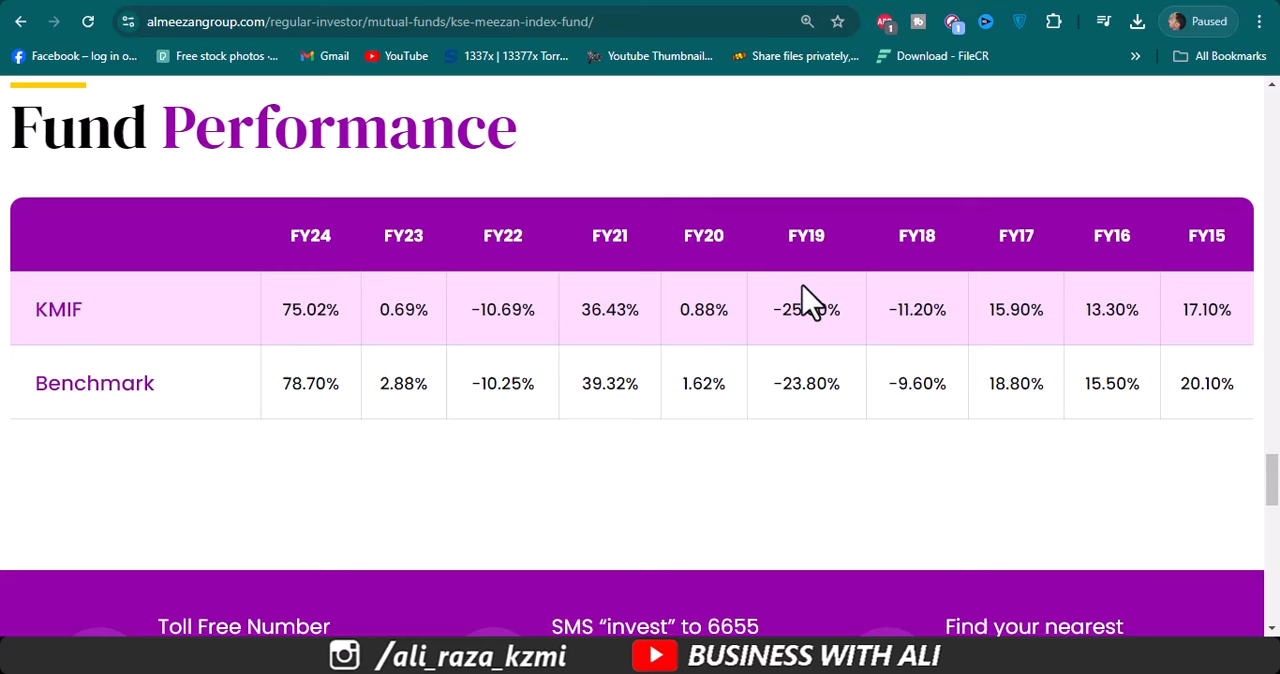 almeezangroup.com/regular-investor/mutual-funds/kse-meezan-index-fund/
1
1
Paused
Facebook – log in o...
Free stock photos -...
Gmail
YouTube
1337x | 13377x Torr...
Youtube Thumbnail...
Share files privately,...
Download - FileCR
»
All Bookmarks
Fund Performance
FY24 FY23 FY22 FY21 FY20 FY19 FY18 FY17 FY16 FY15
KMIF 75.02% 0.69% -10.69% 36.43% 0.88% -11.20% 15.90% 13.30% 17.10%
Benchmark 78.70% 2.88% -10.25% 39.32% 1.62% -23.80% -9.60% 18.80% 15.50% 20.10%
Toll Free Number
SMS “invest” to 6655
Find your nearest
/ali_raza_kzmi
BUSINESS WITH ALI